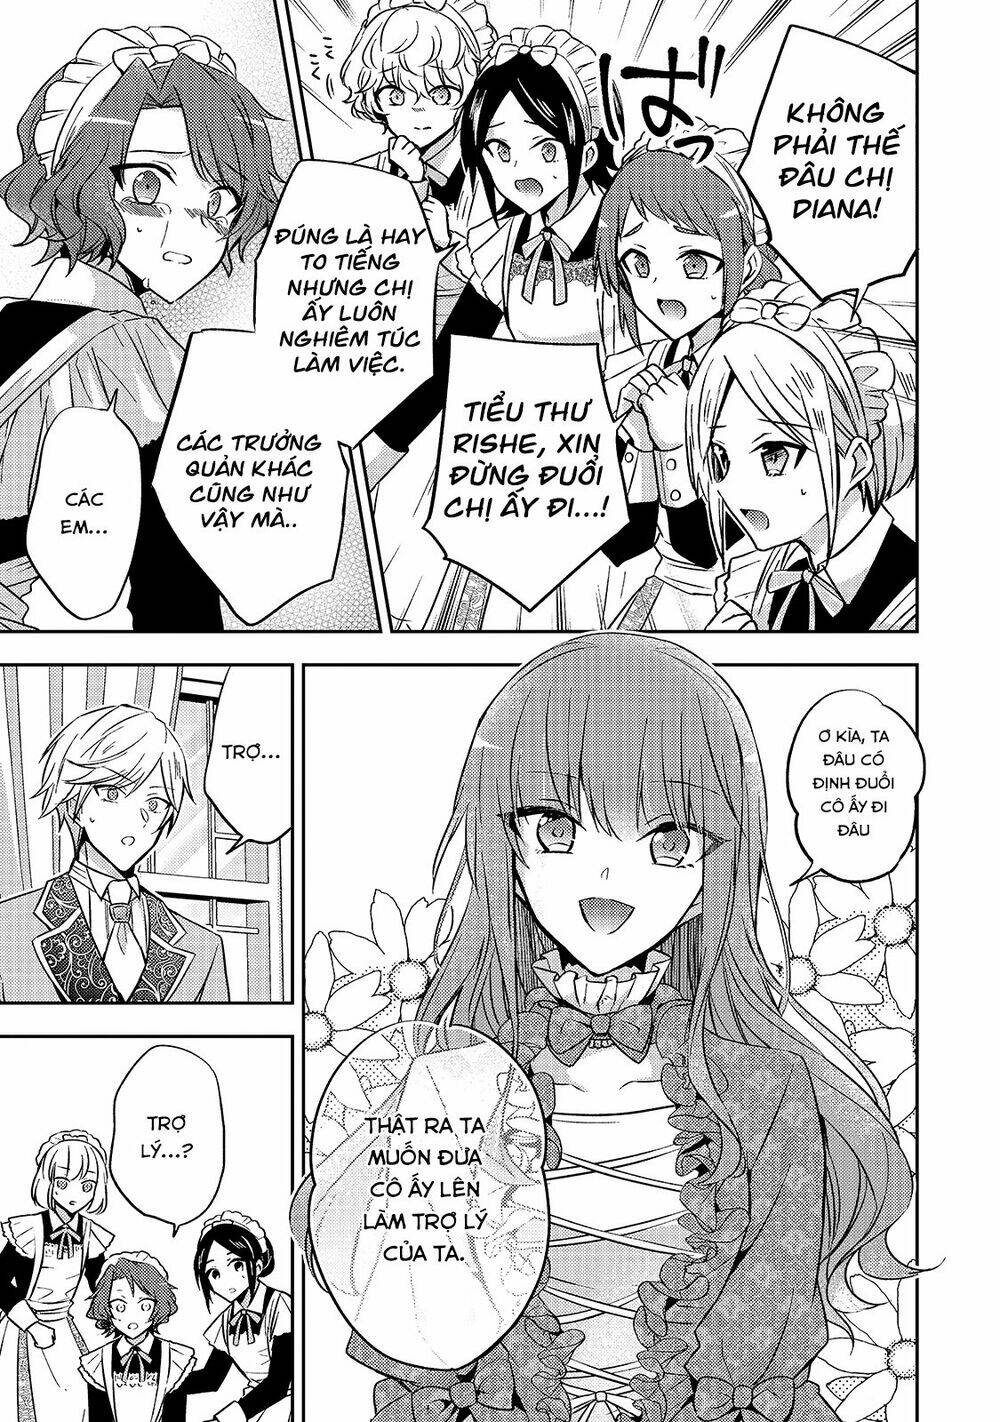 KHÔNG
PHẢI THẾ
ĐÂU CHỊ
DIANA!
ばっ
TIỂU THƯ
RISHE, XIN
ĐỪNG ĐUỔI
CHỊ ẤY ĐI...!
ĐÚNG LÀ HAY
TO TIẾNG
NHƯNG CHỊ
ẤY LUÔN
NGHIÊM TÚC
LÀM VIỆC.
CÁC TRƯỞNG
QUẢN KHÁC
CŨNG NHƯ
VẬY MÀ..
CÁC
EM...
Ơ KÌA, TA
ĐÂU CÓ
ĐỊNH ĐUỔI
CÔ ẤY ĐI
ĐÂU
THẬT RA TA
MUỐN ĐƯA
CÔ ẤY LÊN
LÀM TRỢ LÝ
CỦA TA.
TRỢ...
TRỢ
LÝ...?